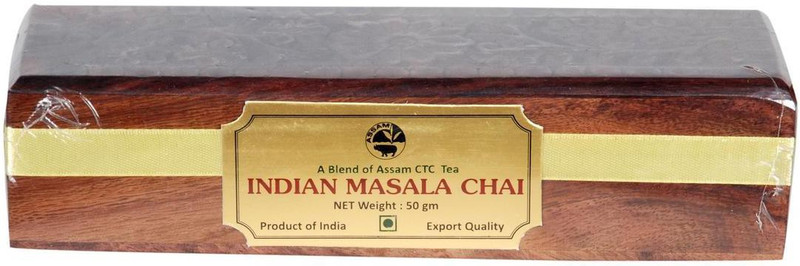 ASSAM
A Blend of Assam CTC Tea
INDIAN MASALA CHAI
NET Weight : 50 gm
Product of India Export Quality